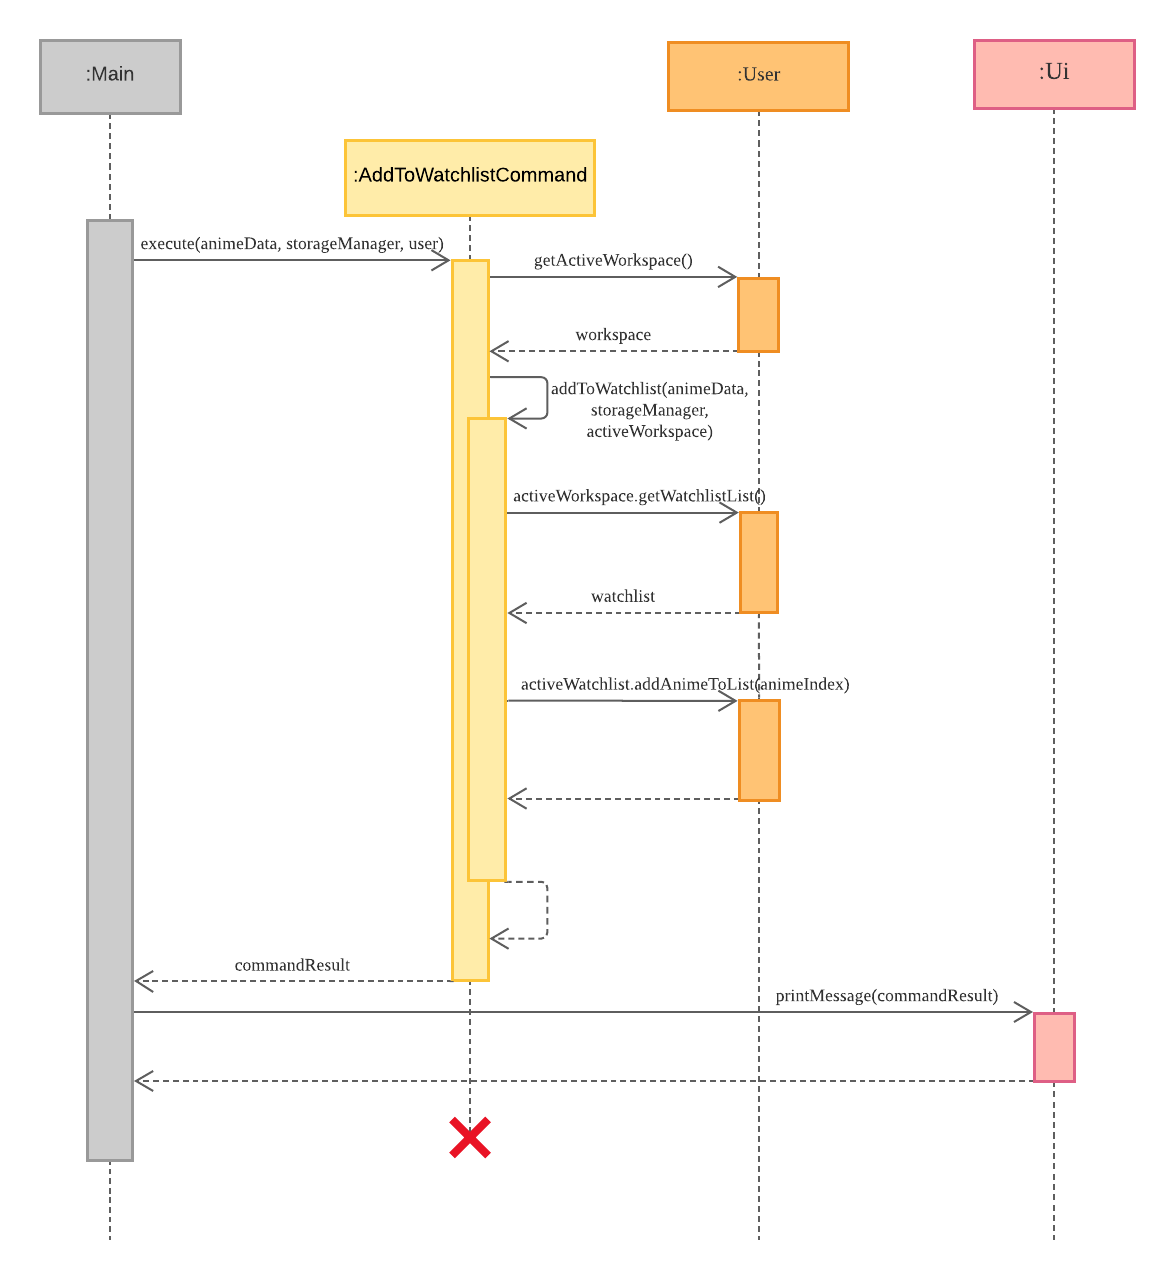 :Main
:User
:Ui
:AddToWatchlistCommand
execute(animeData, storageManager, user)
getActiveWorkspace()
workspace
addToWatchlist(animeData,
storageManager,
activeWorkspace)
activeWorkspace.getWatchlistList()
watchlist
activeWatchlist.addAnimeToList(animeIndex)
commandResult
printMessage(commandResult)